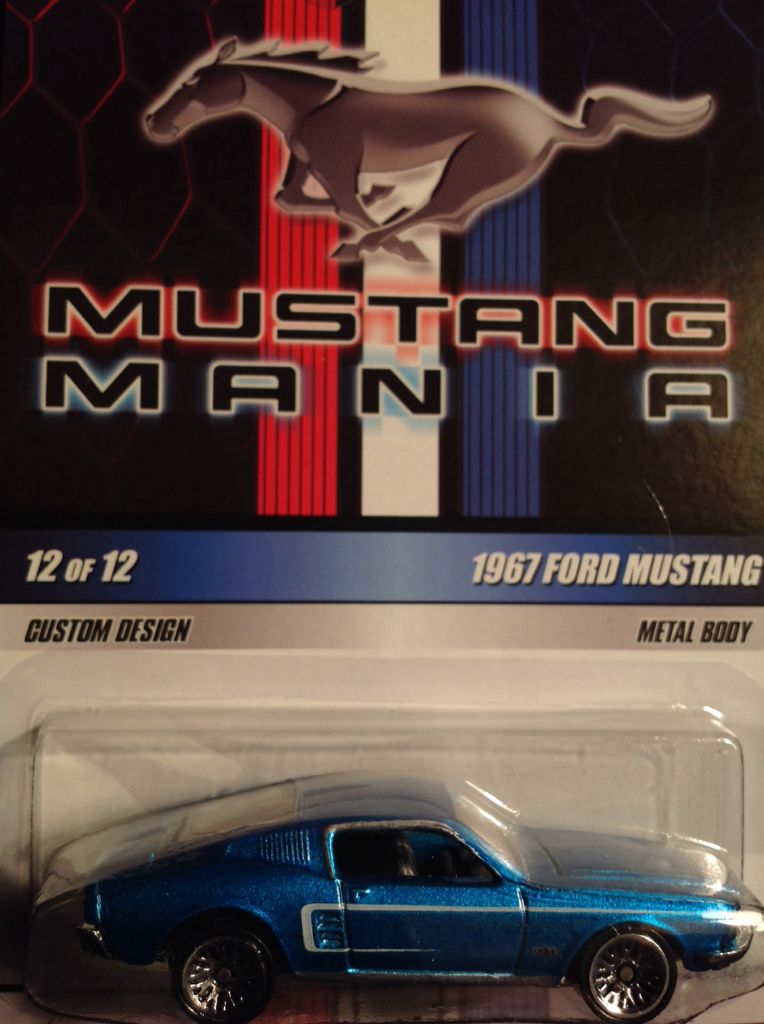 MUSTANG
MANIA
12 OF 12 1967 FORD MUSTANG
CUSTOM DESIGN METAL BODY